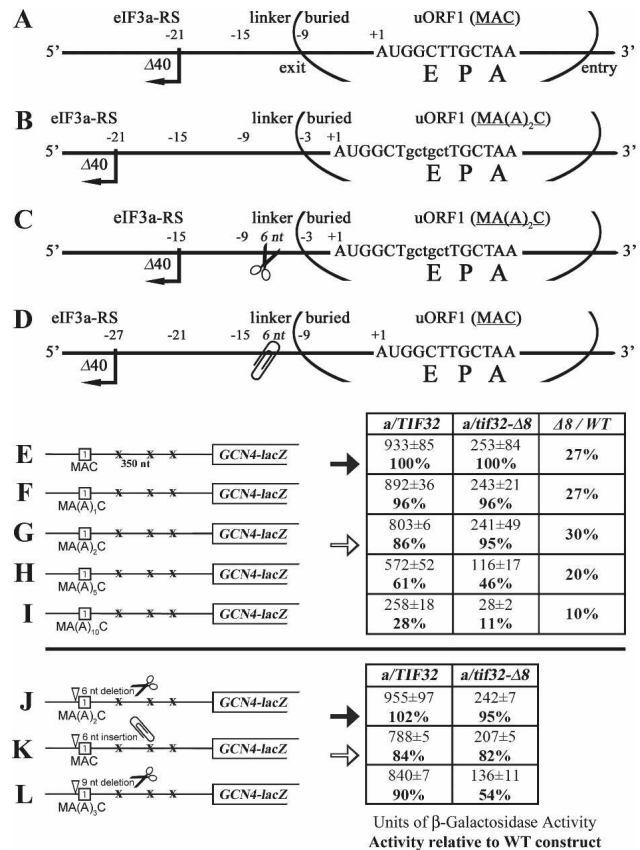 A
eIF3a-RS linker buried uORF1 (MAC)
-21 -15 -9 +1
5' Δ40 exit AUGGCTTGCTAA entry 3'
E P A
B
eIF3a-RS linker buried uORF1 (MA(A)₂C)
-21 -15 -9 -3 +1
5' Δ40 AUGGCTgctgctTGCTAA 3'
E P A
C
eIF3a-RS linker buried uORF1 (MA(A)₂C)
-15 -9 6 nt -3 +1
5' Δ40 AUGGCTgctgctTGCTAA 3'
E P A
D
eIF3a-RS linker buried uORF1 (MAC)
-27 -21 -15 6 nt -9 +1
5' Δ40 AUGGCTTGCTAA 3'
E P A
a/TIF32 a/tif32-Δ8 Δ8 / WT
E 1 x x x GCN4-lacZ 933±85 253±84 27%
MAC 350 nt 100% 100%
F 1 x x x GCN4-lacZ 892±36 243±21 27%
MA(A)₁C 96% 96%
G 1 x x x GCN4-lacZ 803±6 241±49 30%
MA(A)₂C 86% 95%
H 1 x x x GCN4-lacZ 572±52 116±17 20%
MA(A)₅C 61% 46%
I 1 x x x GCN4-lacZ 258±18 28±2 10%
MA(A)₁₀C 28% 11%
a/TIF32 a/tif32-Δ8
6 nt deletion
J 1 x x x GCN4-lacZ 955±97 242±7
MA(A)₂C 102% 95%
6 nt insertion
K 1 x x x GCN4-lacZ 788±5 207±5
MAC 84% 82%
9 nt deletion
L 1 x x x GCN4-lacZ 840±7 136±11
MA(A)₃C 90% 54%
Units of β-Galactosidase Activity
Activity relative to WT construct